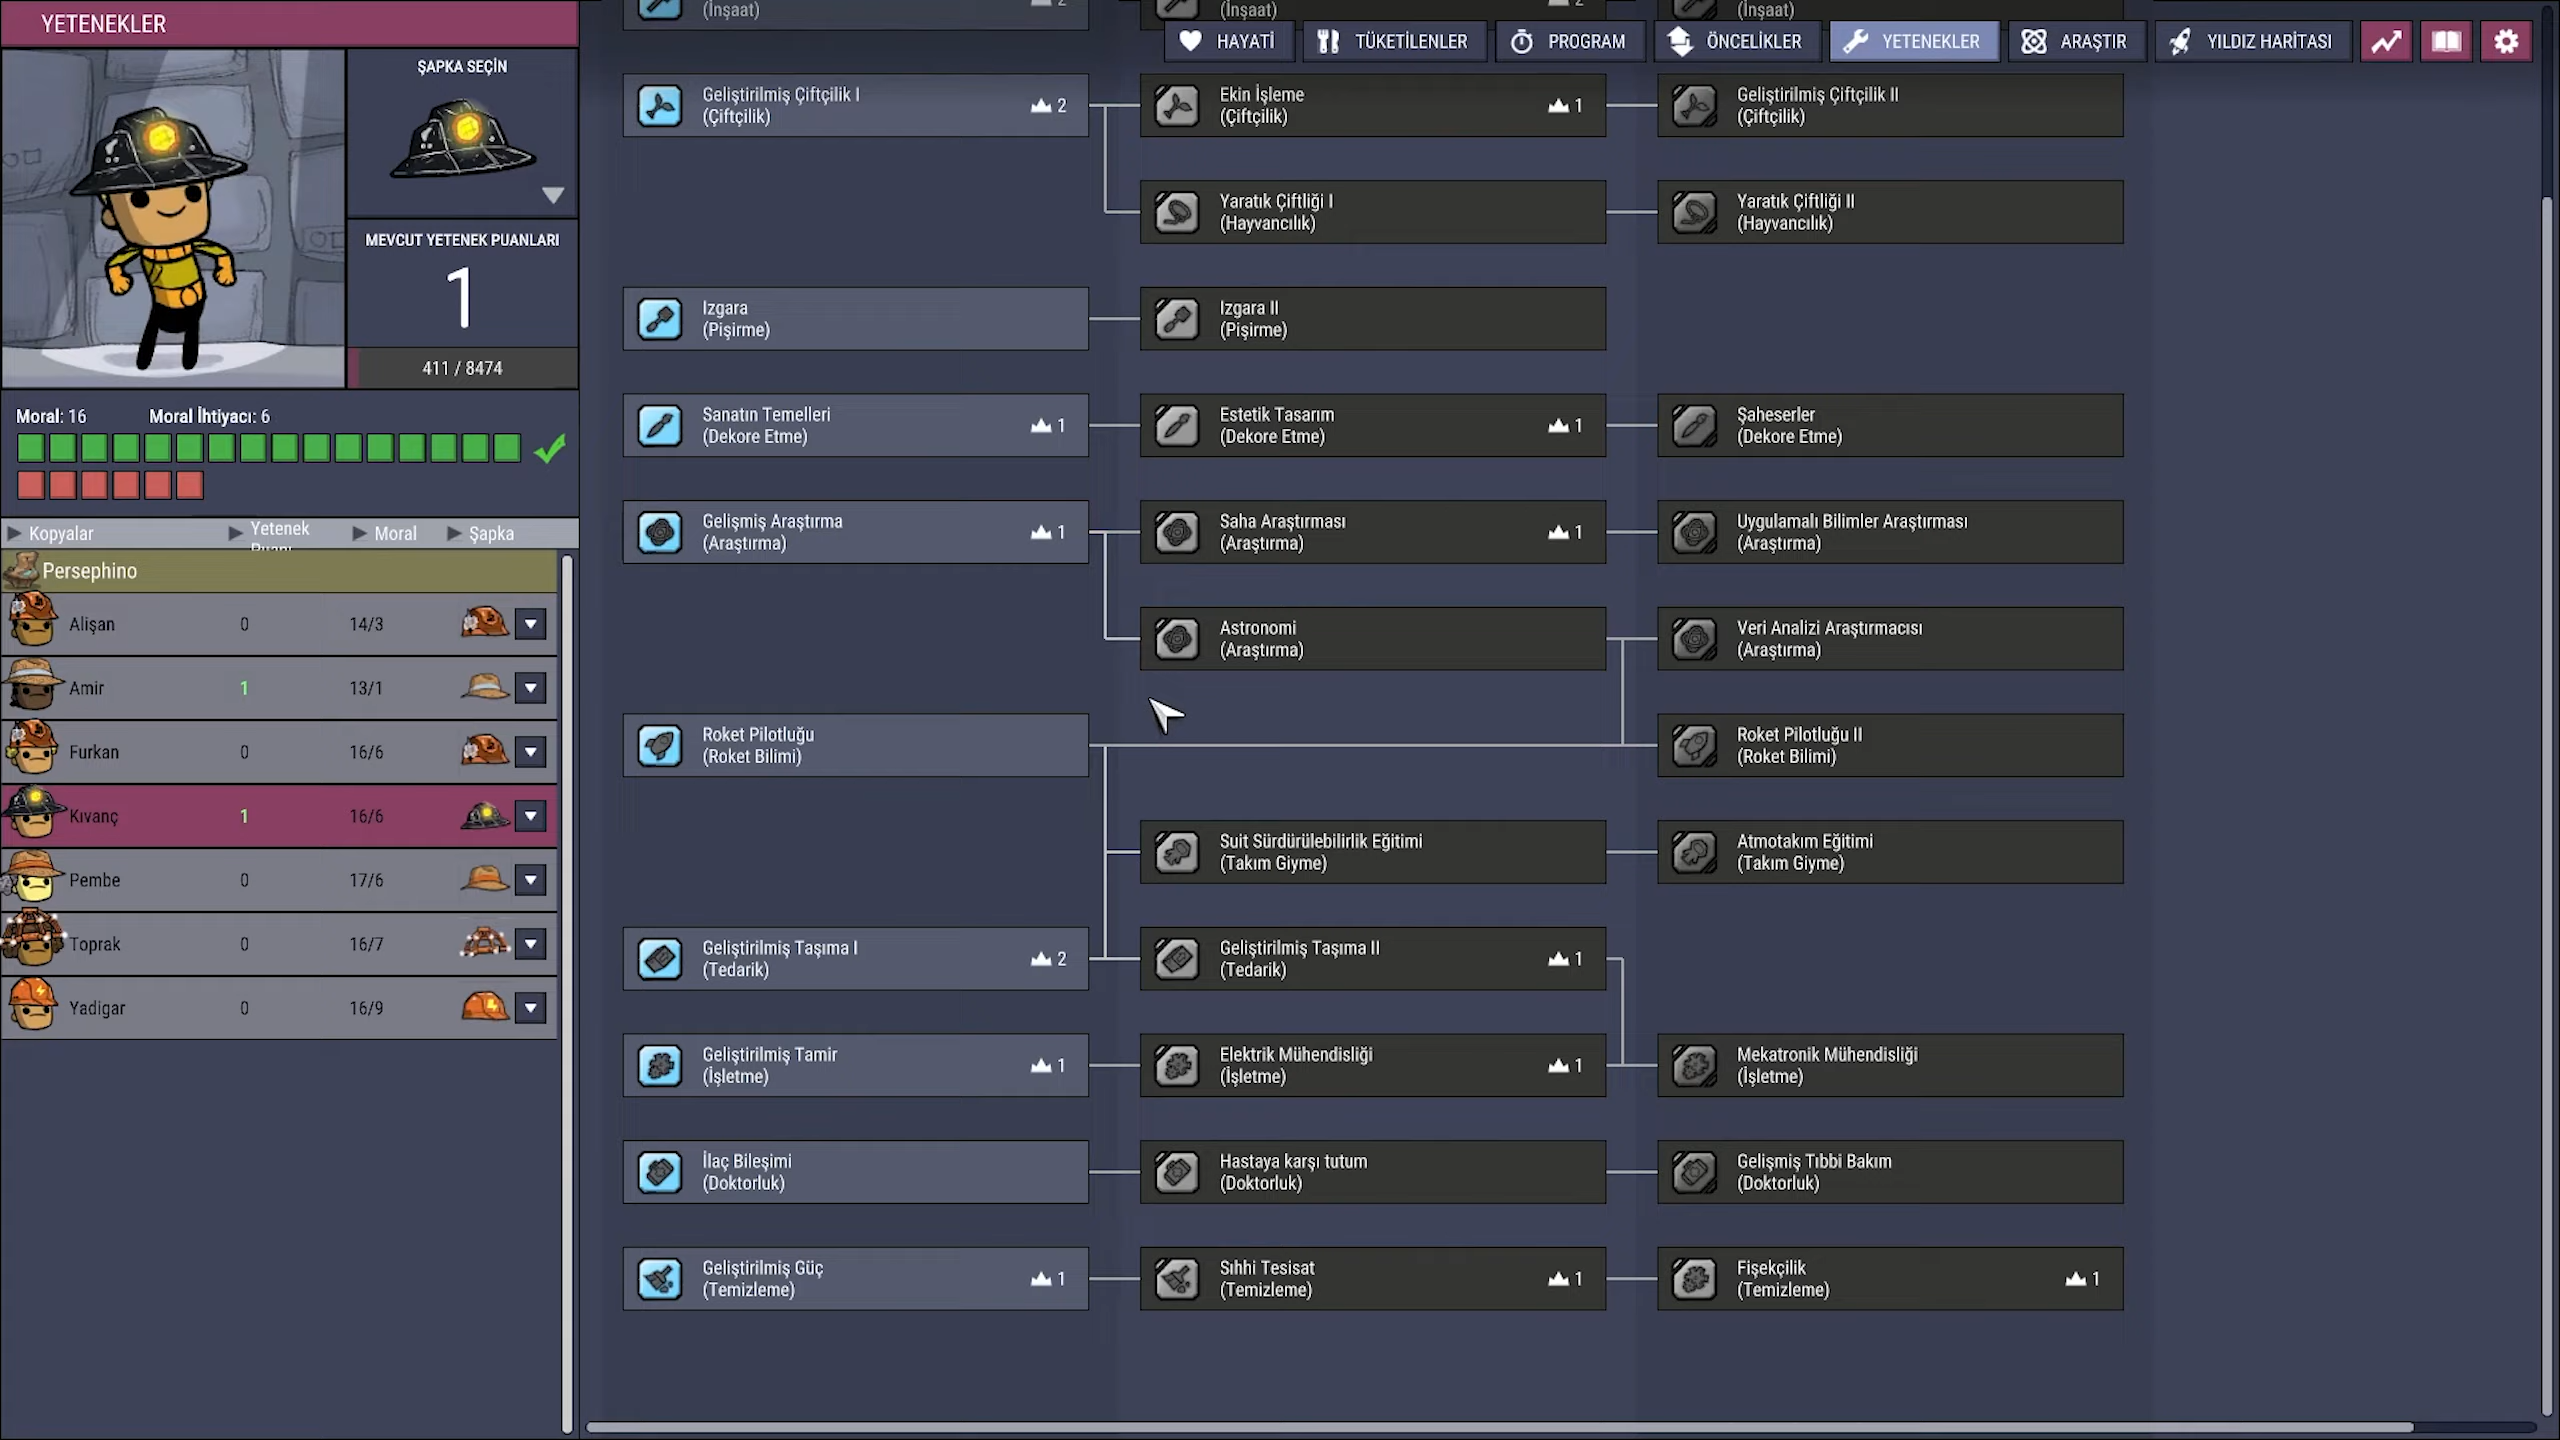 YETENEKLER
ŞAPKA SEÇİN
MEVCUT YETENEK PUANLARI
1
411 / 8474
Moral: 16 Moral İhtiyacı: 6
Kopyalar Yetenek Puanı Moral Şapka
Persephino
Alişan 0 14/3
Amir 1 13/1
Furkan 0 16/6
Kıvanç 1 16/6
Pembe 0 17/6
Toprak 0 16/7
Yadigar 0 16/9
HAYATİ TÜKETİLENLER PROGRAM ÖNCELİKLER YETENEKLER ARAŞTIR YILDIZ HARİTASI
(İnşaat) 2 (İnşaat) 2 (İnşaat)
Geliştirilmiş Çiftçilik I
(Çiftçilik)
2
Ekin İşleme
(Çiftçilik)
1
Geliştirilmiş Çiftçilik II
(Çiftçilik)
Yaratık Çiftliği I
(Hayvancılık)
Yaratık Çiftliği II
(Hayvancılık)
Izgara
(Pişirme)
Izgara II
(Pişirme)
Sanatın Temelleri
(Dekore Etme)
1
Estetik Tasarım
(Dekore Etme)
1
Şaheserler
(Dekore Etme)
Gelişmiş Araştırma
(Araştırma)
1
Saha Araştırması
(Araştırma)
1
Uygulamalı Bilimler Araştırması
(Araştırma)
Astronomi
(Araştırma)
Veri Analizi Araştırmacısı
(Araştırma)
Roket Pilotluğu
(Roket Bilimi)
Roket Pilotluğu II
(Roket Bilimi)
Suit Sürdürülebilirlik Eğitimi
(Takım Giyme)
Atmotakım Eğitimi
(Takım Giyme)
Geliştirilmiş Taşıma I
(Tedarik)
2
Geliştirilmiş Taşıma II
(Tedarik)
1
Geliştirilmiş Tamir
(İşletme)
1
Elektrik Mühendisliği
(İşletme)
1
Mekatronik Mühendisliği
(İşletme)
İlaç Bileşimi
(Doktorluk)
Hastaya karşı tutum
(Doktorluk)
Gelişmiş Tıbbi Bakım
(Doktorluk)
Geliştirilmiş Güç
(Temizleme)
1
Sıhhi Tesisat
(Temizleme)
1
Fişekçilik
(Temizleme)
1